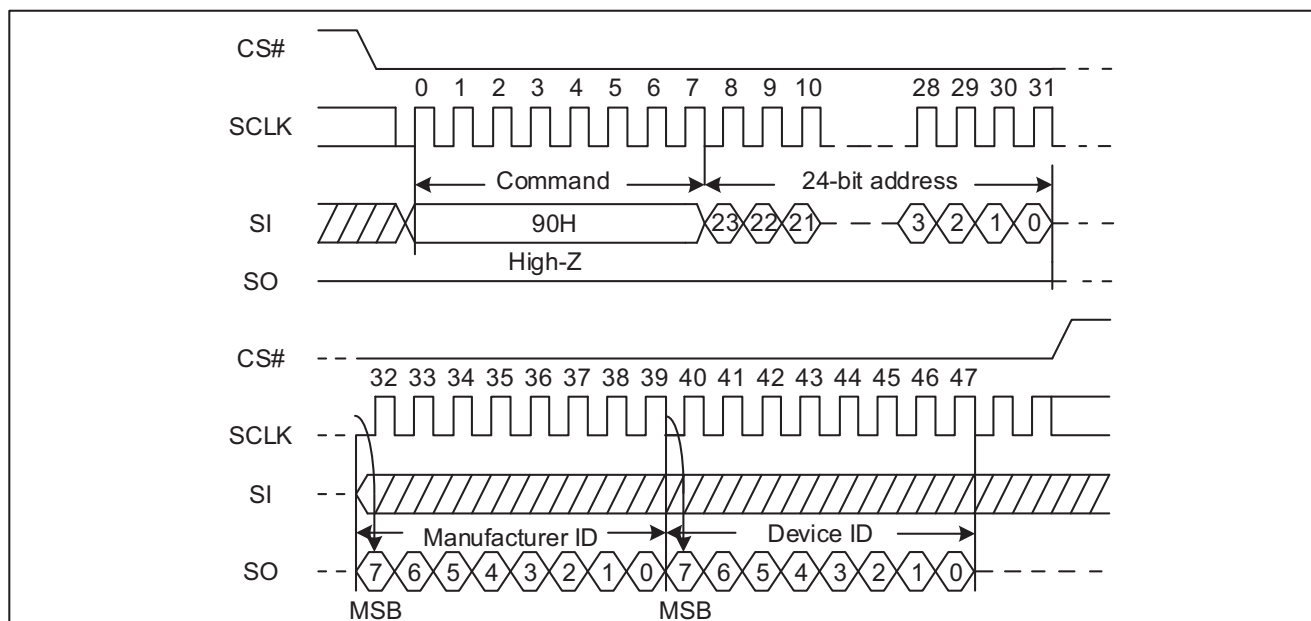 CS#
0 1 2 3 4 5 6 7 8 9 10 28 29 30 31
SCLK
Command 24-bit address
SI 90H 23 22 21 3 2 1 0
High-Z
SO
CS#
32 33 34 35 36 37 38 39 40 41 42 43 44 45 46 47
SCLK
SI
Manufacturer ID Device ID
SO 7 6 5 4 3 2 1 0 7 6 5 4 3 2 1 0
MSB MSB